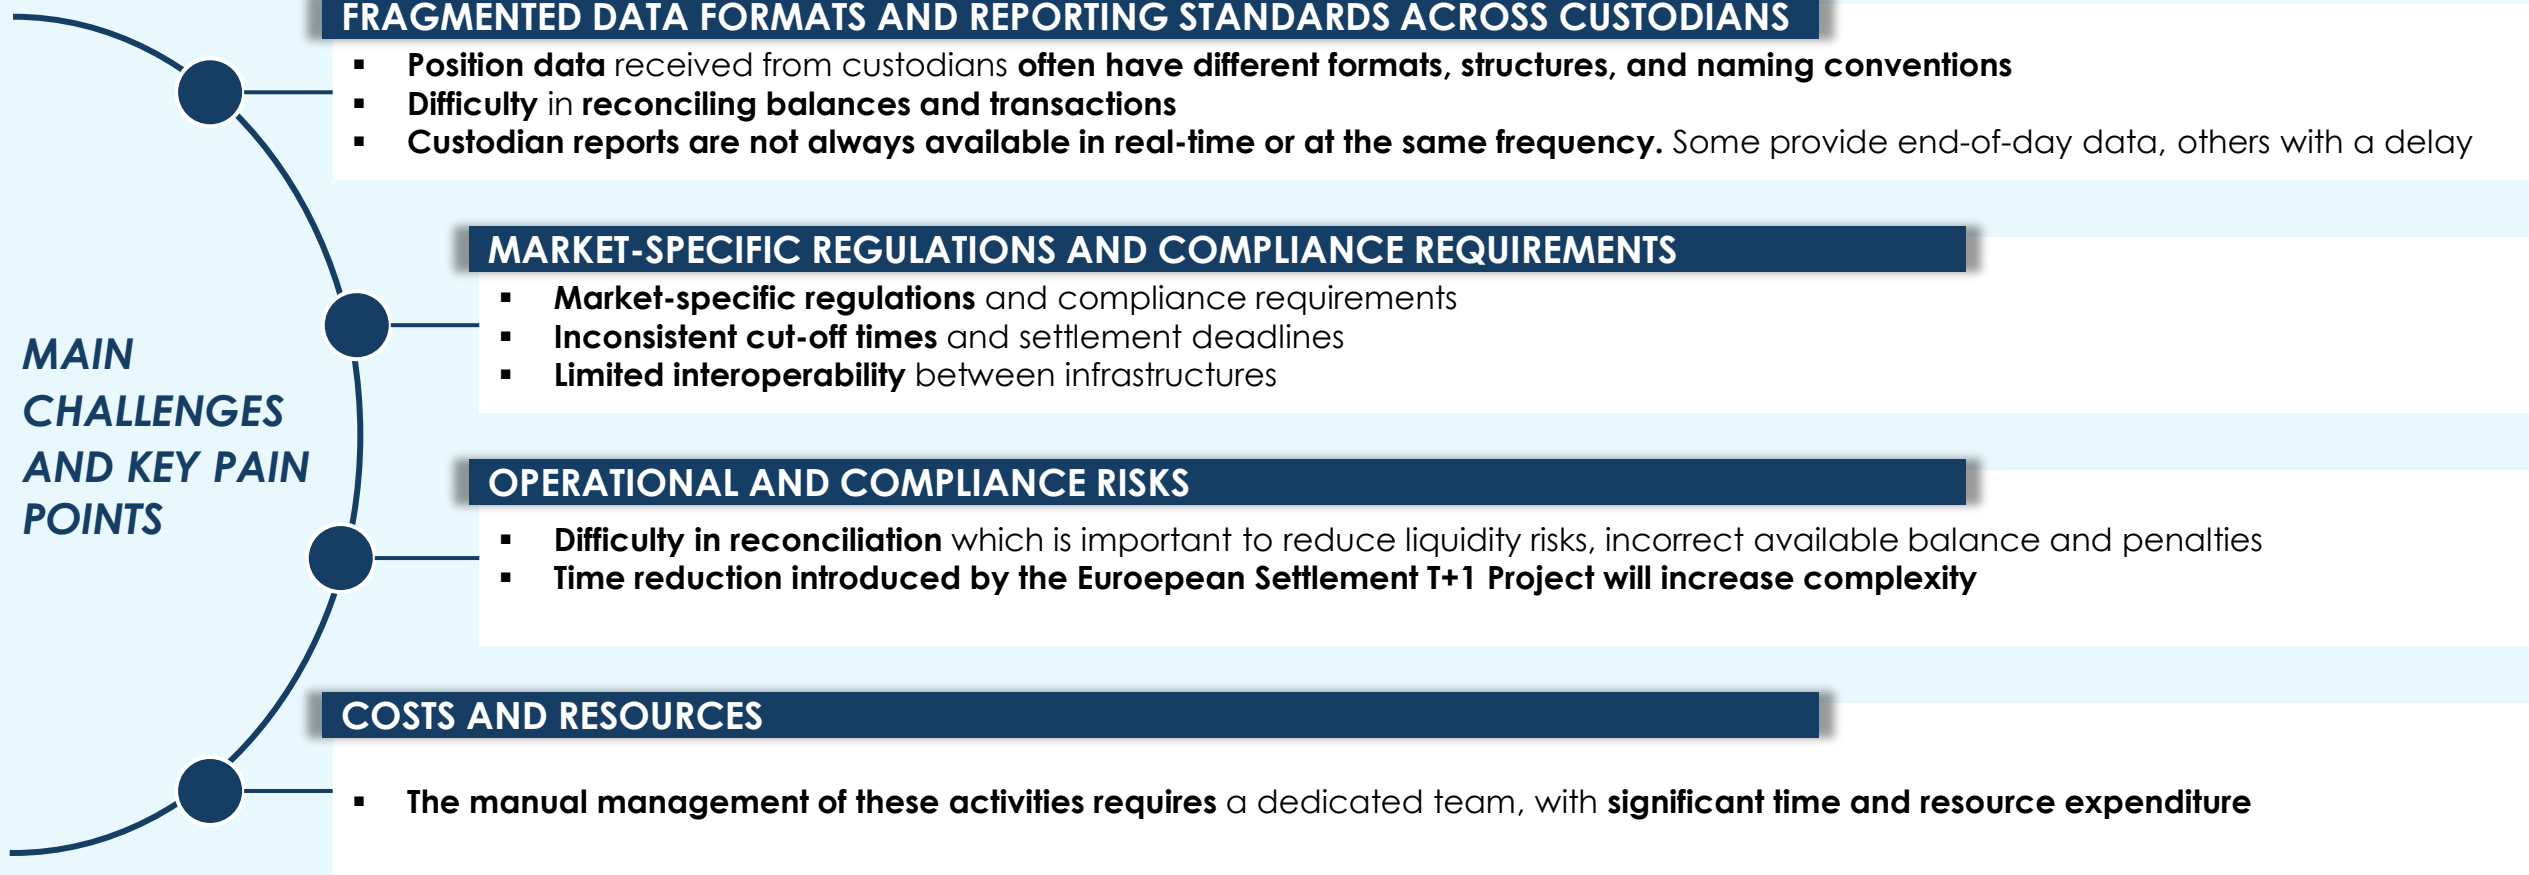 FRAGMENTED DATA FORMATS AND REPORTING STANDARDS ACROSS CUSTODIANS
▪ Position data received from custodians often have different formats, structures, and naming conventions
▪ Difficulty in reconciling balances and transactions
▪ Custodian reports are not always available in real-time or at the same frequency. Some provide end-of-day data, others with a delay
MARKET-SPECIFIC REGULATIONS AND COMPLIANCE REQUIREMENTS
▪ Market-specific regulations and compliance requirements
▪ Inconsistent cut-off times and settlement deadlines
▪ Limited interoperability between infrastructures
MAIN
CHALLENGES
AND KEY PAIN
POINTS
OPERATIONAL AND COMPLIANCE RISKS
▪ Difficulty in reconciliation which is important to reduce liquidity risks, incorrect available balance and penalties
▪ Time reduction introduced by the Euroepean Settlement T+1 Project will increase complexity
COSTS AND RESOURCES
▪ The manual management of these activities requires a dedicated team, with significant time and resource expenditure